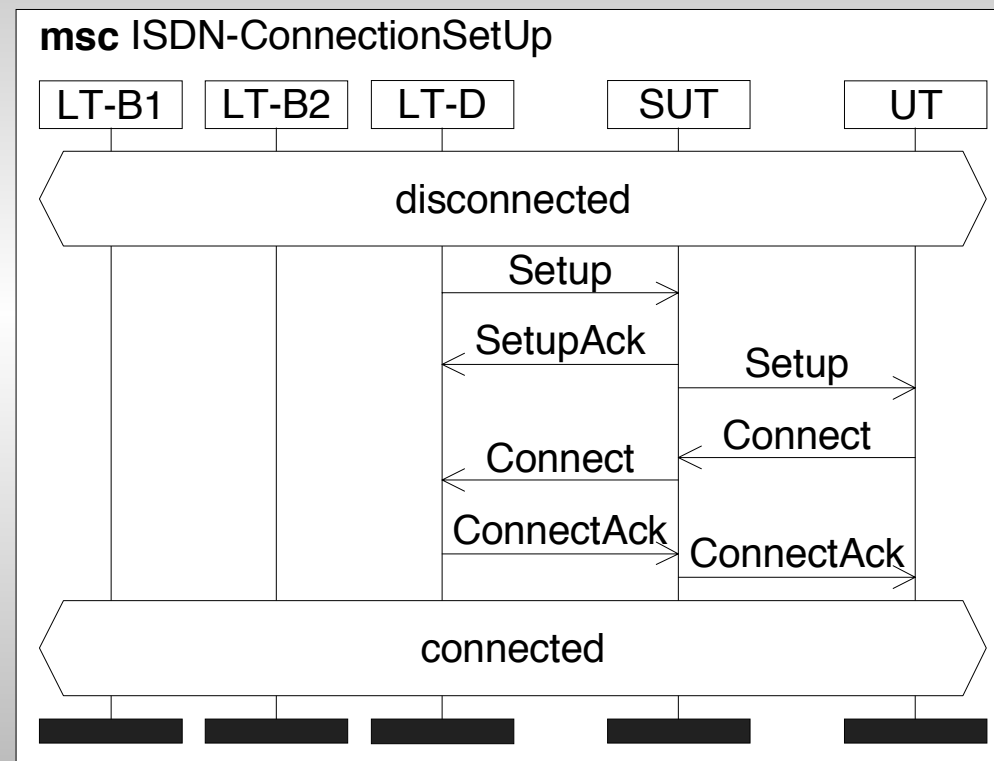 msc ISDN-ConnectionSetUp
LT-B1 LT-B2 LT-D SUT UT
disconnected
Setup
SetupAck
Setup
Connect
Connect
ConnectAck
ConnectAck
connected